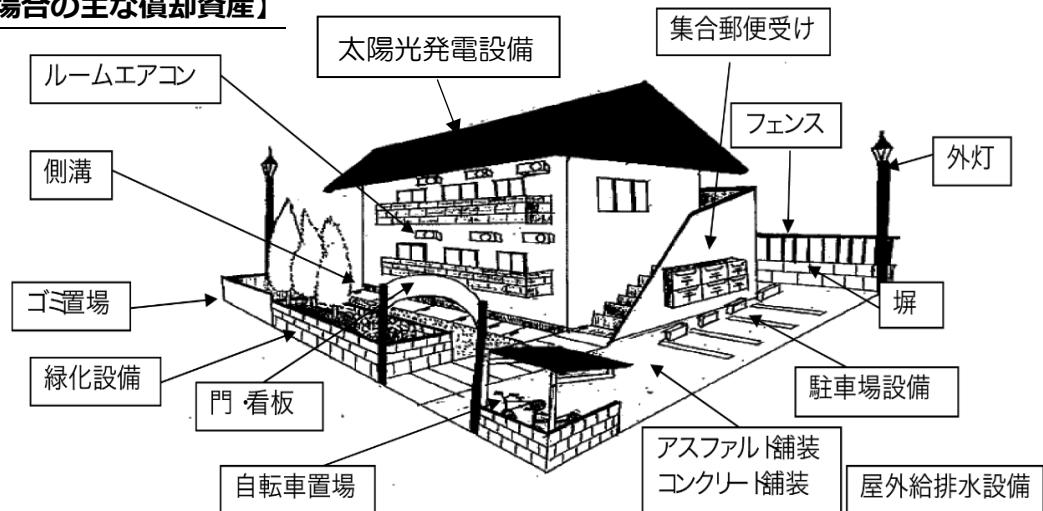 場合の主な償却資産】
太陽光発電設備
集合郵便受け
ルームエアコン
フェンス
外灯
側溝
ゴミ置場
塀
緑化設備
門・看板
駐車場設備
自転車置場
アスファルト舗装
コンクリート舗装
屋外給排水設備